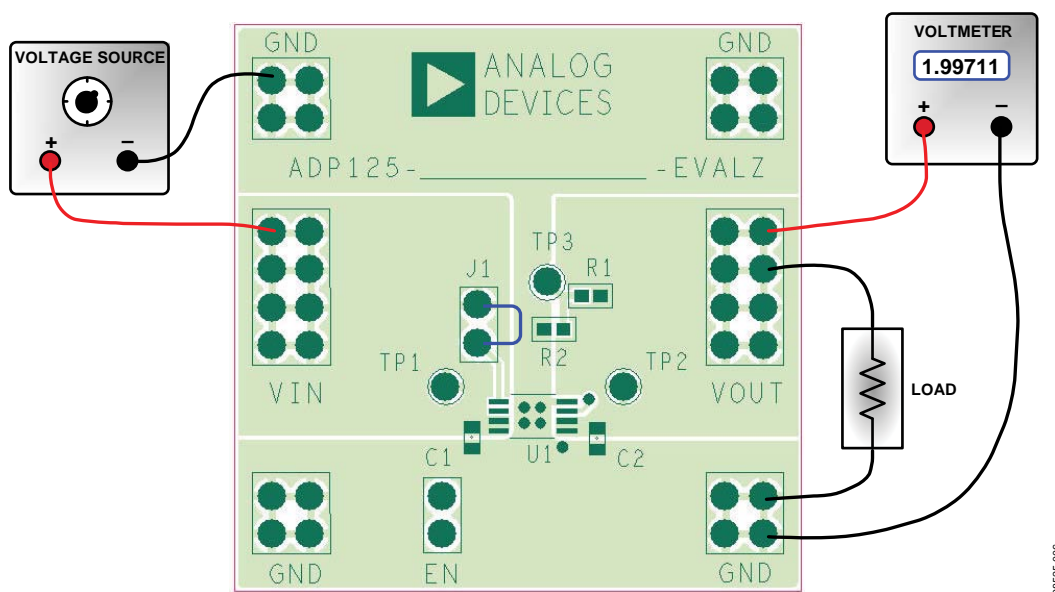 VOLTAGE SOURCE
+
–
GND
ANALOG
DEVICES
GND
VOLTMETER
1.99711
+
–
ADP125-____________-EVALZ
TP3
J1
R1
R2
TP1
TP2
VIN
VOUT
LOAD
C1
U1
C2
GND
EN
GND